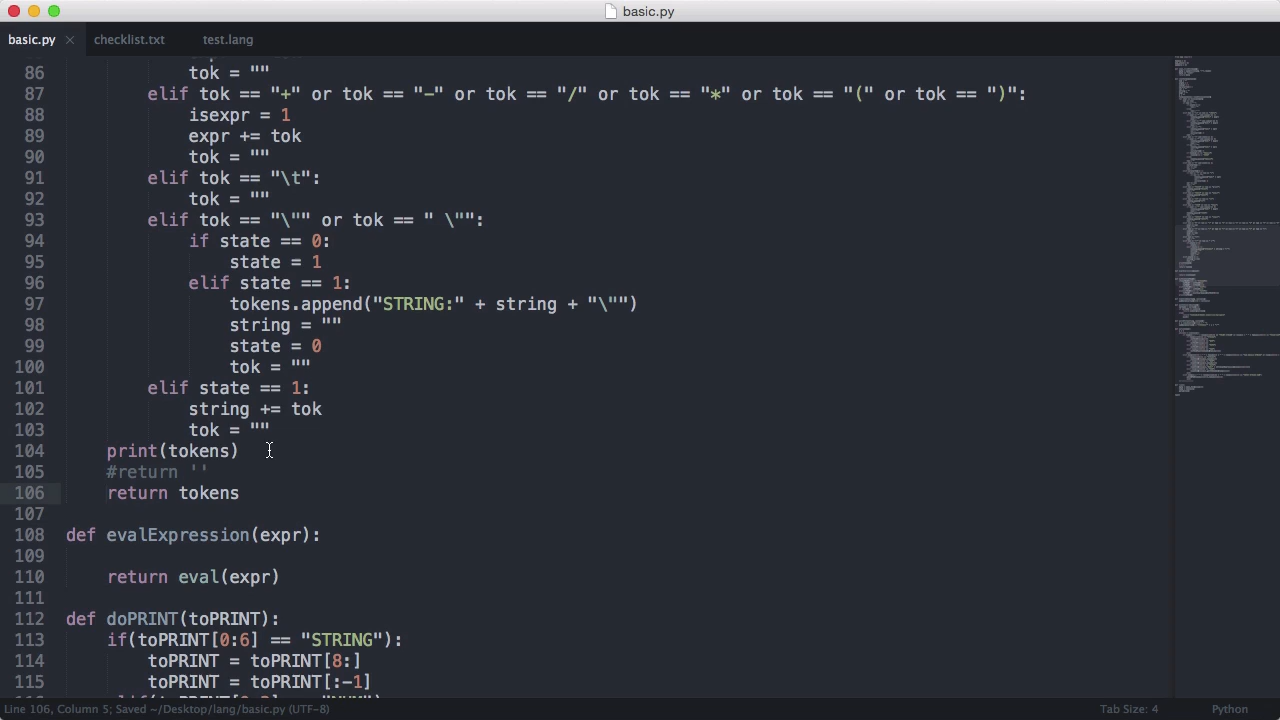 basic.py
basic.py × checklist.txt test.lang
86 tok = ""
87 elif tok == "+" or tok == "-" or tok == "/" or tok == "*" or tok == "(" or tok == ")":
88 isexpr = 1
89 expr += tok
90 tok = ""
91 elif tok == "\t":
92 tok = ""
93 elif tok == "\"" or tok == " \"":
94 if state == 0:
95 state = 1
96 elif state == 1:
97 tokens.append("STRING:" + string + "\"")
98 string = ""
99 state = 0
100 tok = ""
101 elif state == 1:
102 string += tok
103 tok = ""
104 print(tokens)
105 #return ''
106 return tokens
107
108 def evalExpression(expr):
109
110 return eval(expr)
111
112 def doPRINT(toPRINT):
113 if(toPRINT[0:6] == "STRING"):
114 toPRINT = toPRINT[8:]
115 toPRINT = toPRINT[:-1]
Line 106, Column 5; Saved ~/Desktop/lang/basic.py (UTF-8) Tab Size: 4 Python